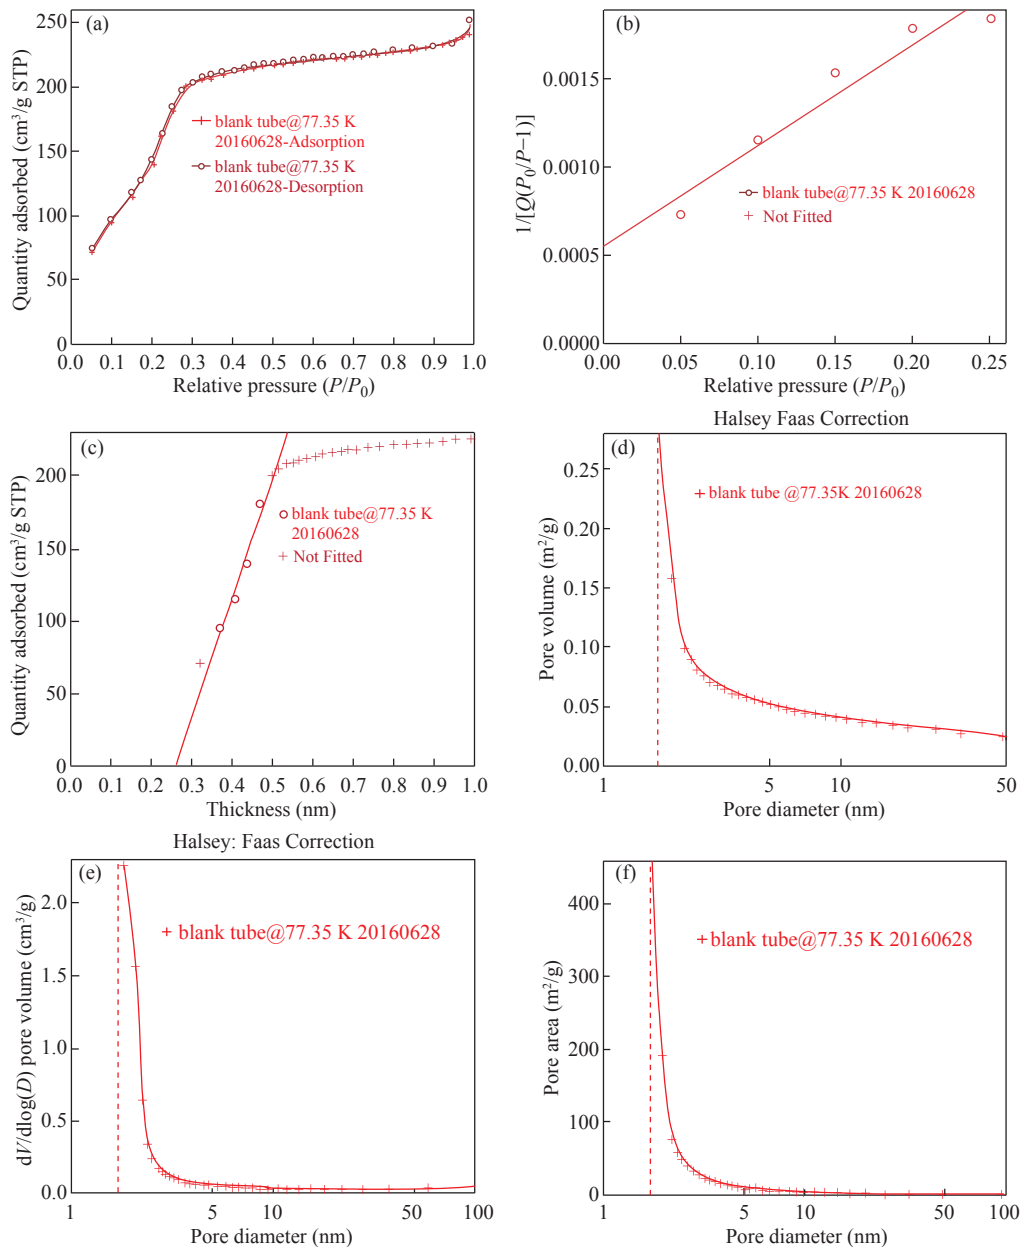 (a)
250
200
150
100
50
0
Quantity adsorbed (cm³/g STP)
blank tube@77.35 K
20160628-Adsorption
blank tube@77.35 K
20160628-Desorption
0.0 0.1 0.2 0.3 0.4 0.5 0.6 0.7 0.8 0.9 1.0
Relative pressure (P/P₀)
(b)
0.0015
0.0010
0.0005
0.0000
1/[Q(P₀/P−1)]
blank tube@77.35 K 20160628
Not Fitted
0.00 0.05 0.10 0.15 0.20 0.25
Relative pressure (P/P₀)
(c)
200
150
100
50
0
Quantity adsorbed (cm³/g STP)
blank tube@77.35 K
20160628
Not Fitted
0.0 0.1 0.2 0.3 0.4 0.5 0.6 0.7 0.8 0.9 1.0
Thickness (nm)
Halsey Faas Correction
(d)
0.25
0.20
0.15
0.10
0.05
0.00
Pore volume (m²/g)
blank tube @77.35K 20160628
1 5 10 50
Pore diameter (nm)
Halsey: Faas Correction
(e)
2.0
1.5
1.0
0.5
0.0
dV/dlog(D) pore volume (cm³/g)
blank tube@77.35 K 20160628
1 5 10 50 100
Pore diameter (nm)
(f)
400
300
200
100
0
Pore area (m²/g)
blank tube@77.35 K 20160628
1 5 10 50 100
Pore diameter (nm)